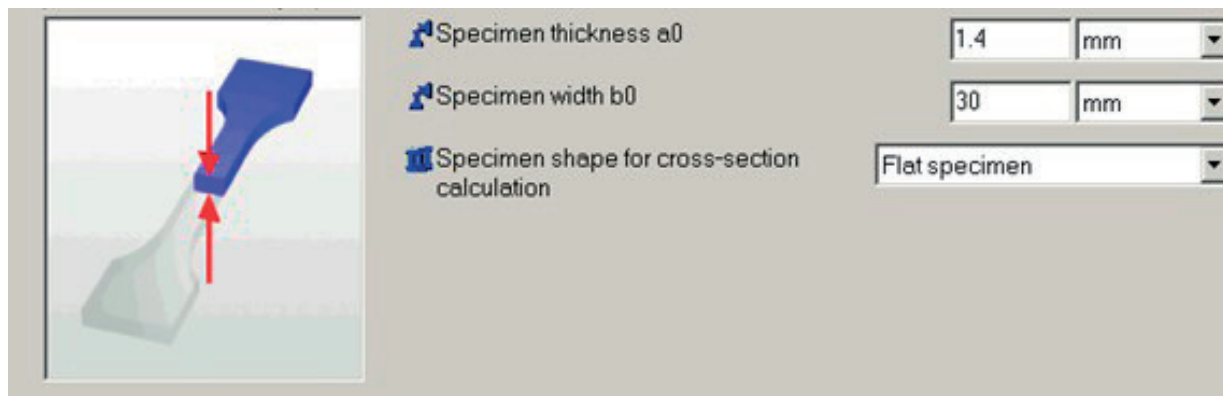 Specimen thickness a0 1.4 mm
Specimen width b0 30 mm
Specimen shape for cross-section Flat specimen
calculation